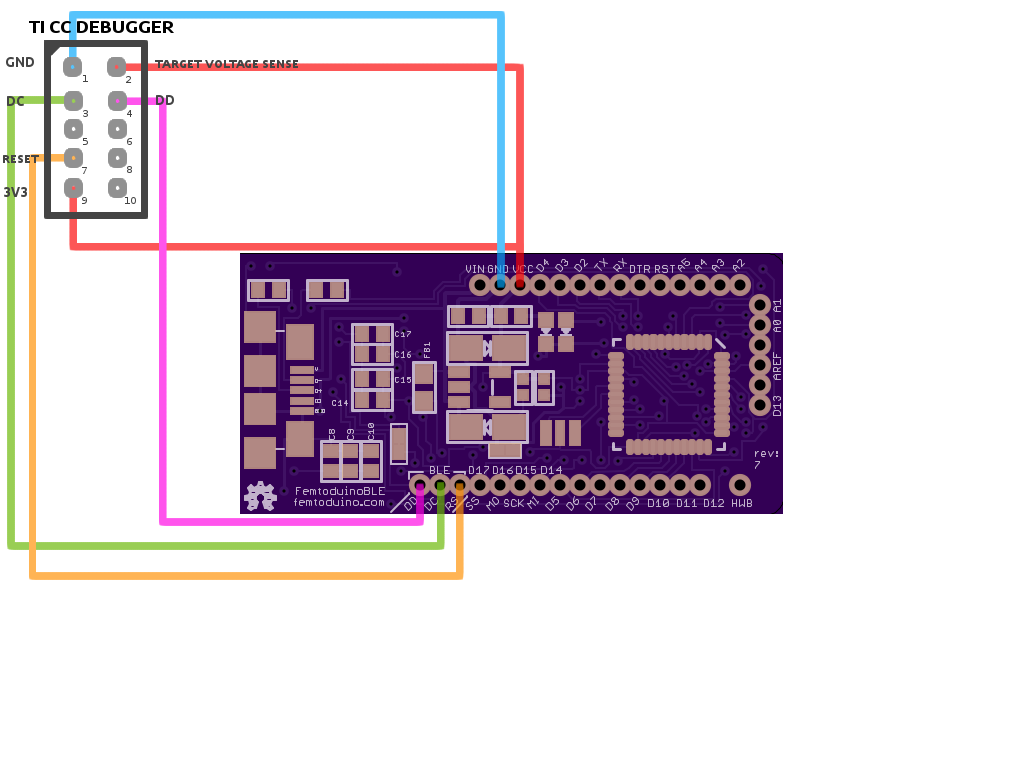 TI CC DEBUGGER
GND
1
2
TARGET VOLTAGE SENSE
DC
3
4
DD
5
6
RESET
7
8
3V3
9
10
VIN GND VCC D4 D3 D2 TX RX DTR RST A5 A4 A3 A2
A1
A0
AREF
D13
C17
C16
C15
C14
FB1
C8
C9
C10
rev:
7
BLE
D17 D16 D15 D14
FemtoduinoBLE
femtoduino.com
DD DC RST SS MO SCK MI D5 D6 D7 D8 D9 D10 D11 D12 HWB